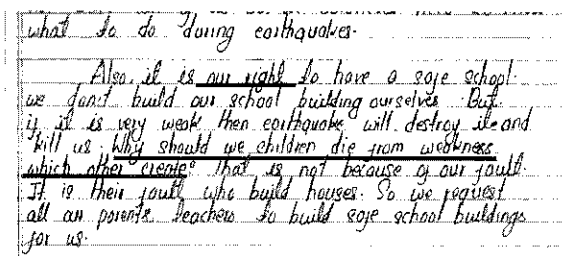 what to do during earthquakes.
Also, it is our right to have a safe school.
we don't build our school building ourselves. But
if it is very weak then earthquake will destroy it and
kill us. Why should we children die from weakness
which other create? That is not because of our fault.
It is their fault who build houses. So we request
all our parents, teachers to build safe school buildings
for us.